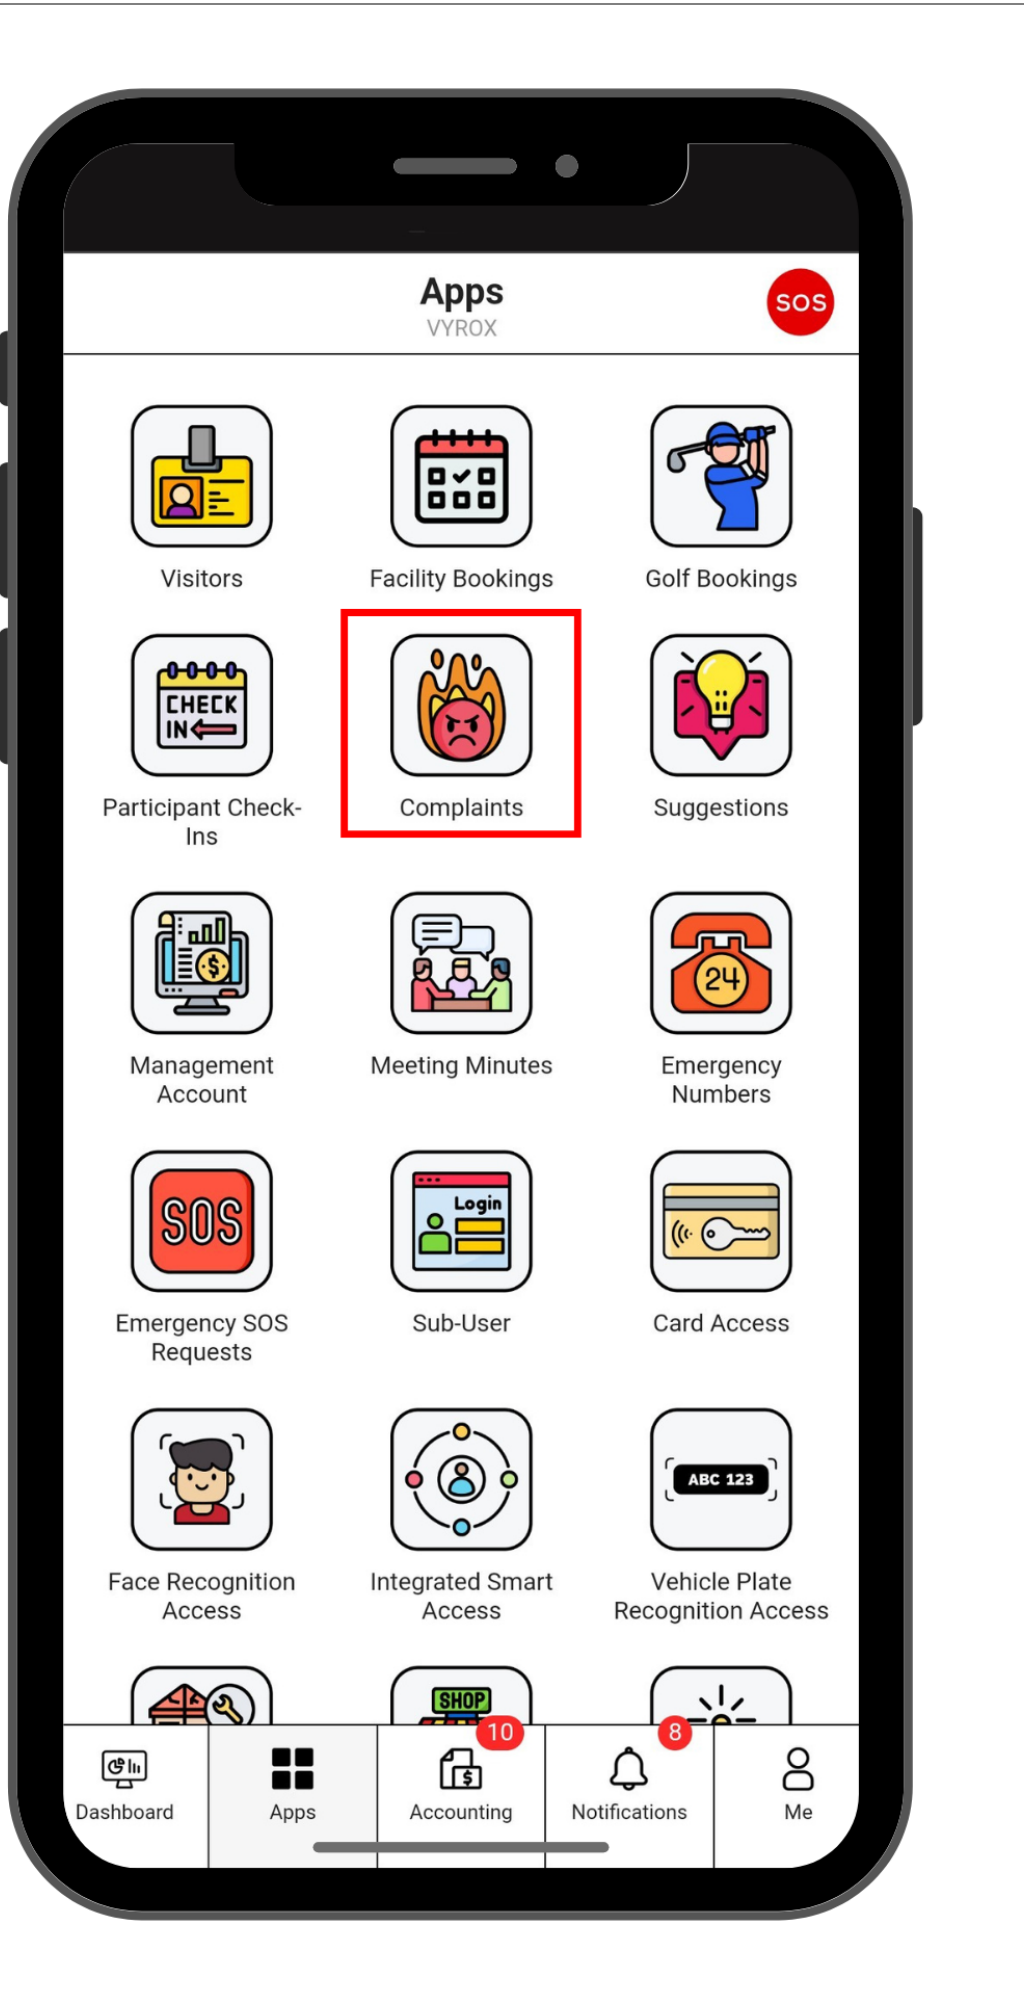 Apps
VYROX
SOS
Visitors
Facility Bookings
Golf Bookings
CHECK
IN
Participant Check-
Ins
Complaints
Suggestions
Management
Account
Meeting Minutes
24
Emergency
Numbers
SOS
Emergency SOS
Requests
Login
Sub-User
Card Access
Face Recognition
Access
Integrated Smart
Access
ABC 123
Vehicle Plate
Recognition Access
SHOP
10
8
Dashboard
Apps
Accounting
Notifications
Me